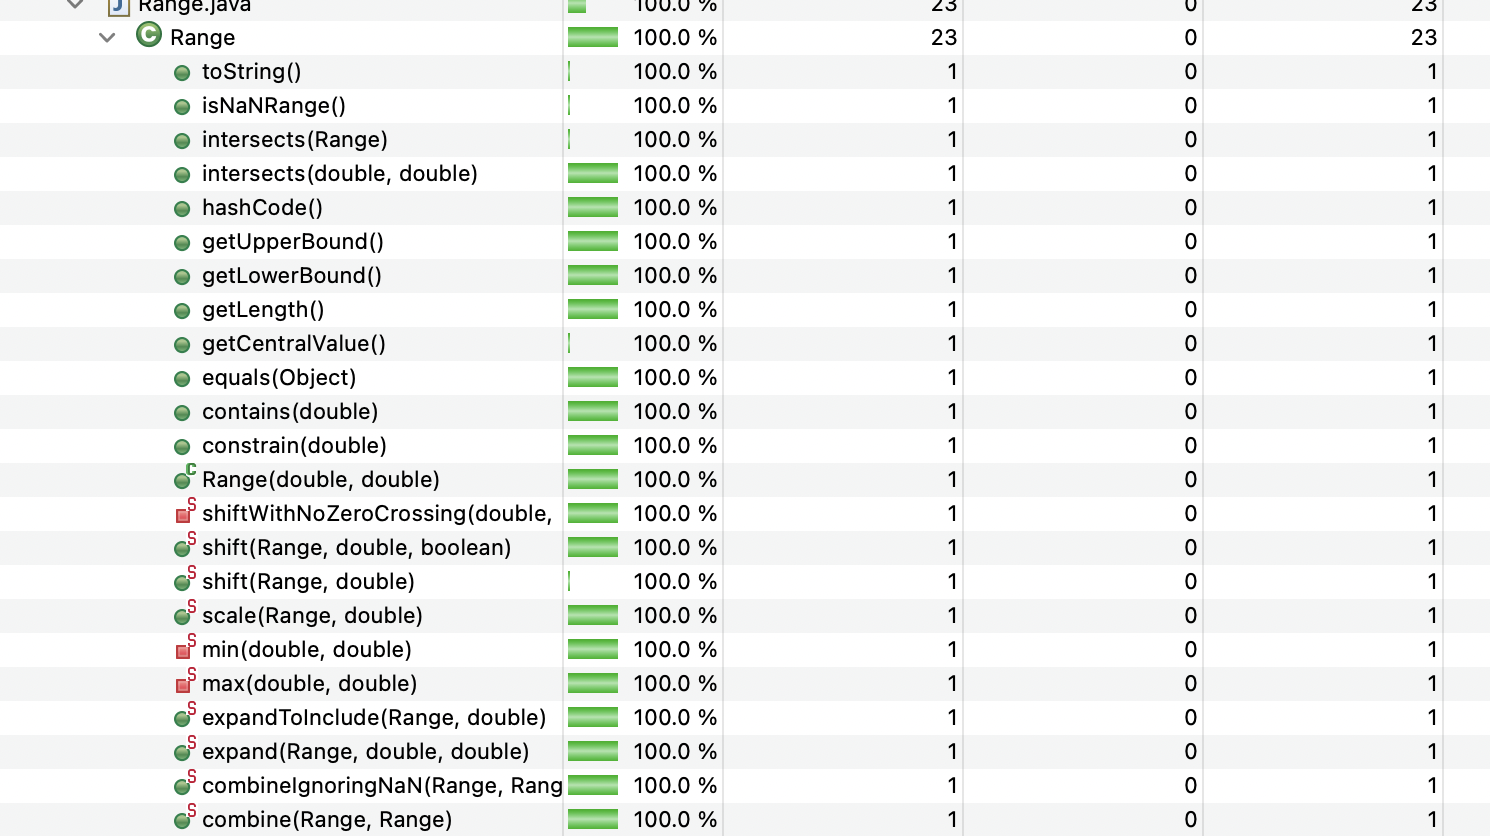 Range.java 100.0 % 23 0 23
C Range 100.0 % 23 0 23
toString() 100.0 % 1 0 1
isNaNRange() 100.0 % 1 0 1
intersects(Range) 100.0 % 1 0 1
intersects(double, double) 100.0 % 1 0 1
hashCode() 100.0 % 1 0 1
getUpperBound() 100.0 % 1 0 1
getLowerBound() 100.0 % 1 0 1
getLength() 100.0 % 1 0 1
getCentralValue() 100.0 % 1 0 1
equals(Object) 100.0 % 1 0 1
contains(double) 100.0 % 1 0 1
constrain(double) 100.0 % 1 0 1
C Range(double, double) 100.0 % 1 0 1
S shiftWithNoZeroCrossing(double, 100.0 % 1 0 1
S shift(Range, double, boolean) 100.0 % 1 0 1
S shift(Range, double) 100.0 % 1 0 1
S scale(Range, double) 100.0 % 1 0 1
S min(double, double) 100.0 % 1 0 1
S max(double, double) 100.0 % 1 0 1
S expandToInclude(Range, double) 100.0 % 1 0 1
S expand(Range, double, double) 100.0 % 1 0 1
S combineIgnoringNaN(Range, Rang 100.0 % 1 0 1
S combine(Range, Range) 100.0 % 1 0 1